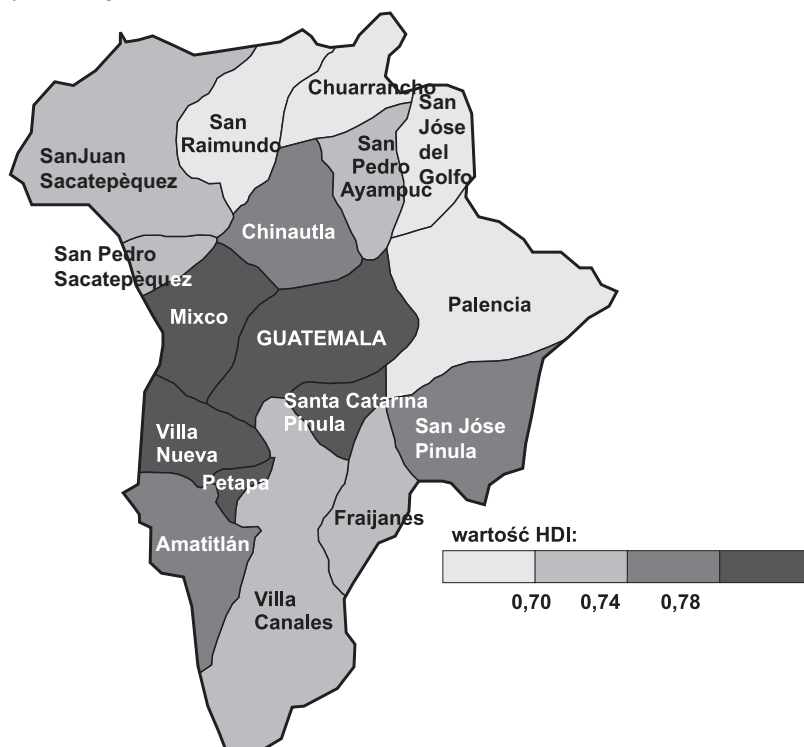 Chuarrancho
San
Jóse
del
Golfo
San
Raimundo
San
Pedro
Ayampuc
SanJuan
Sacatepèquez
Chinautla
San Pedro
Sacatepèquez
Palencia
Mixco
GUATEMALA
Santa Catarina
Pinula
San Jóse
Pinula
Villa
Nueva
Petapa
Fraijanes
Amatitlán
wartość HDI:
0,70 0,74 0,78
Villa
Canales